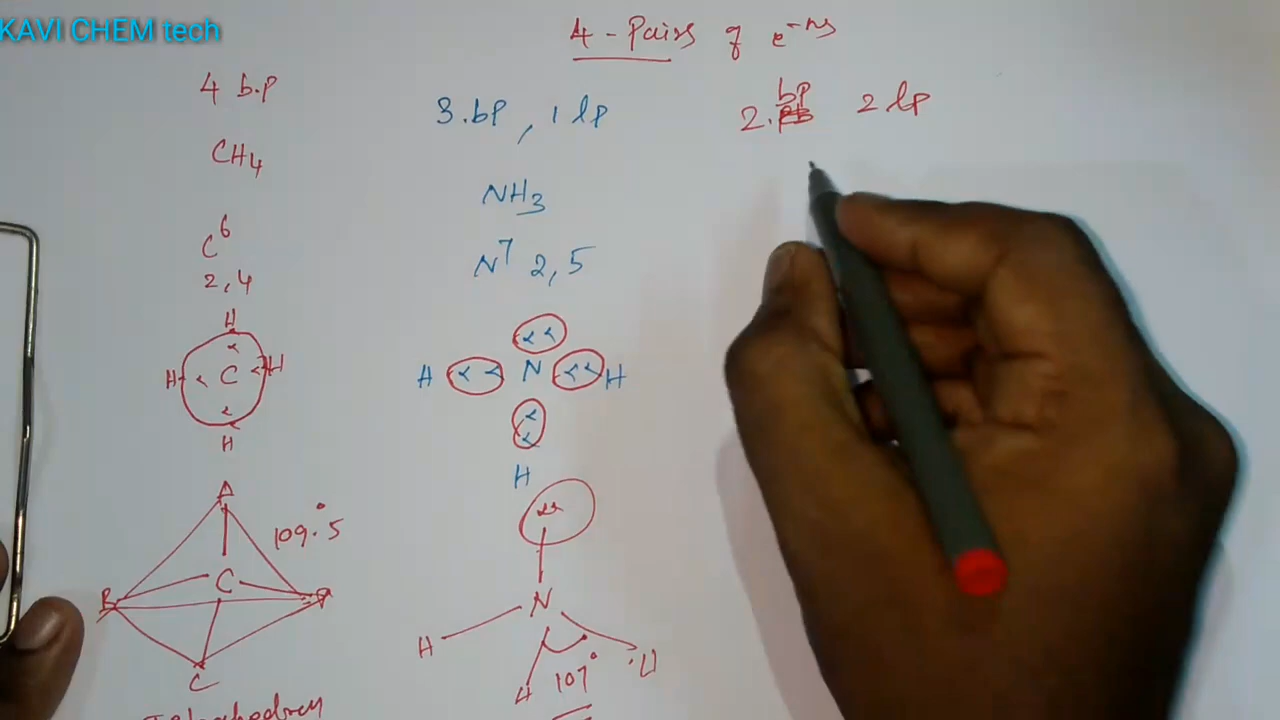 KAVI CHEM tech
4 - Pairs of e⁻ns
4 b.p
CH4
C⁶
2,4
H
H C H
H
A
109°.5
B C
C
3.bp, 1 lp
NH3
N⁷ 2,5
H N H
H
N
H
H 107°
2. bp 2 lp